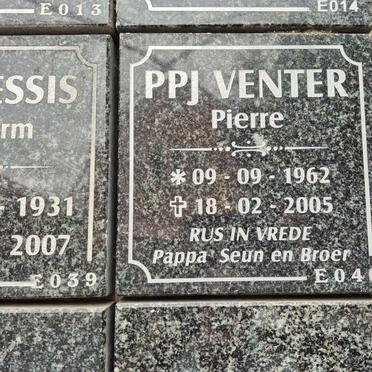 E013
E014
ESSIS
rm
1931
2007
E039
PPJ VENTER
Pierre
* 09 - 09 - 1962
✝ 18 - 02 - 2005
RUS IN VREDE
Pappa' Seun en Broer
E040